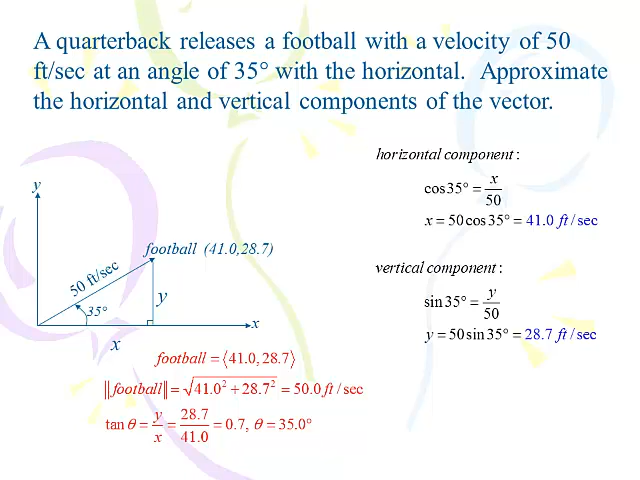 A quarterback releases a football with a velocity of 50
ft/sec at an angle of 35° with the horizontal. Approximate
the horizontal and vertical components of the vector.
horizontal component:
cos35° = x/50
x = 50cos35° = 41.0 ft/sec
vertical component:
sin35° = y/50
y = 50sin35° = 28.7 ft/sec
y
football (41.0,28.7)
50 ft/sec
y
35°
x
x
football = ⟨41.0, 28.7⟩
‖football‖ = √41.0² + 28.7² = 50.0 ft/sec
tan θ = y/x = 28.7/41.0 = 0.7, θ = 35.0°